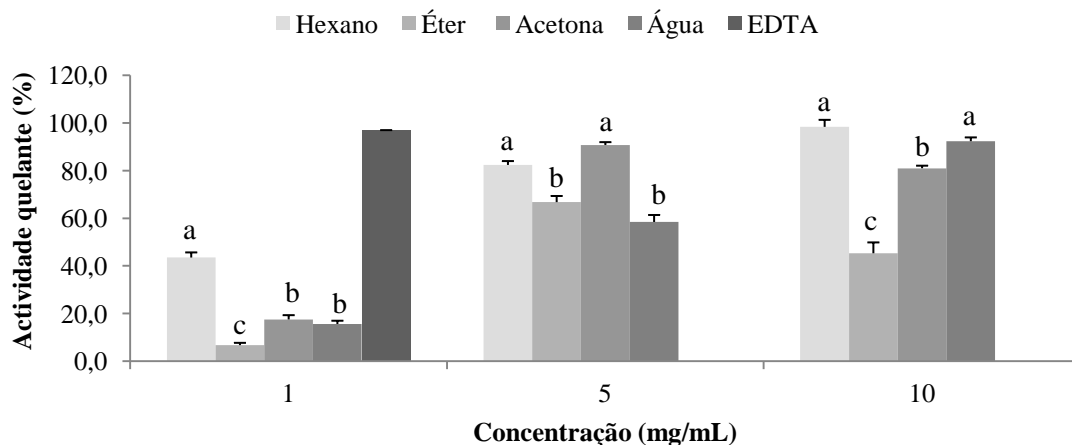 Hexano Éter Acetona Água EDTA
Actividade quelante (%)
120,0
100,0
80,0
60,0
40,0
20,0
0,0
a
c
b
b
a
b
a
b
a
c
b
a
1
5
10
Concentração (mg/mL)